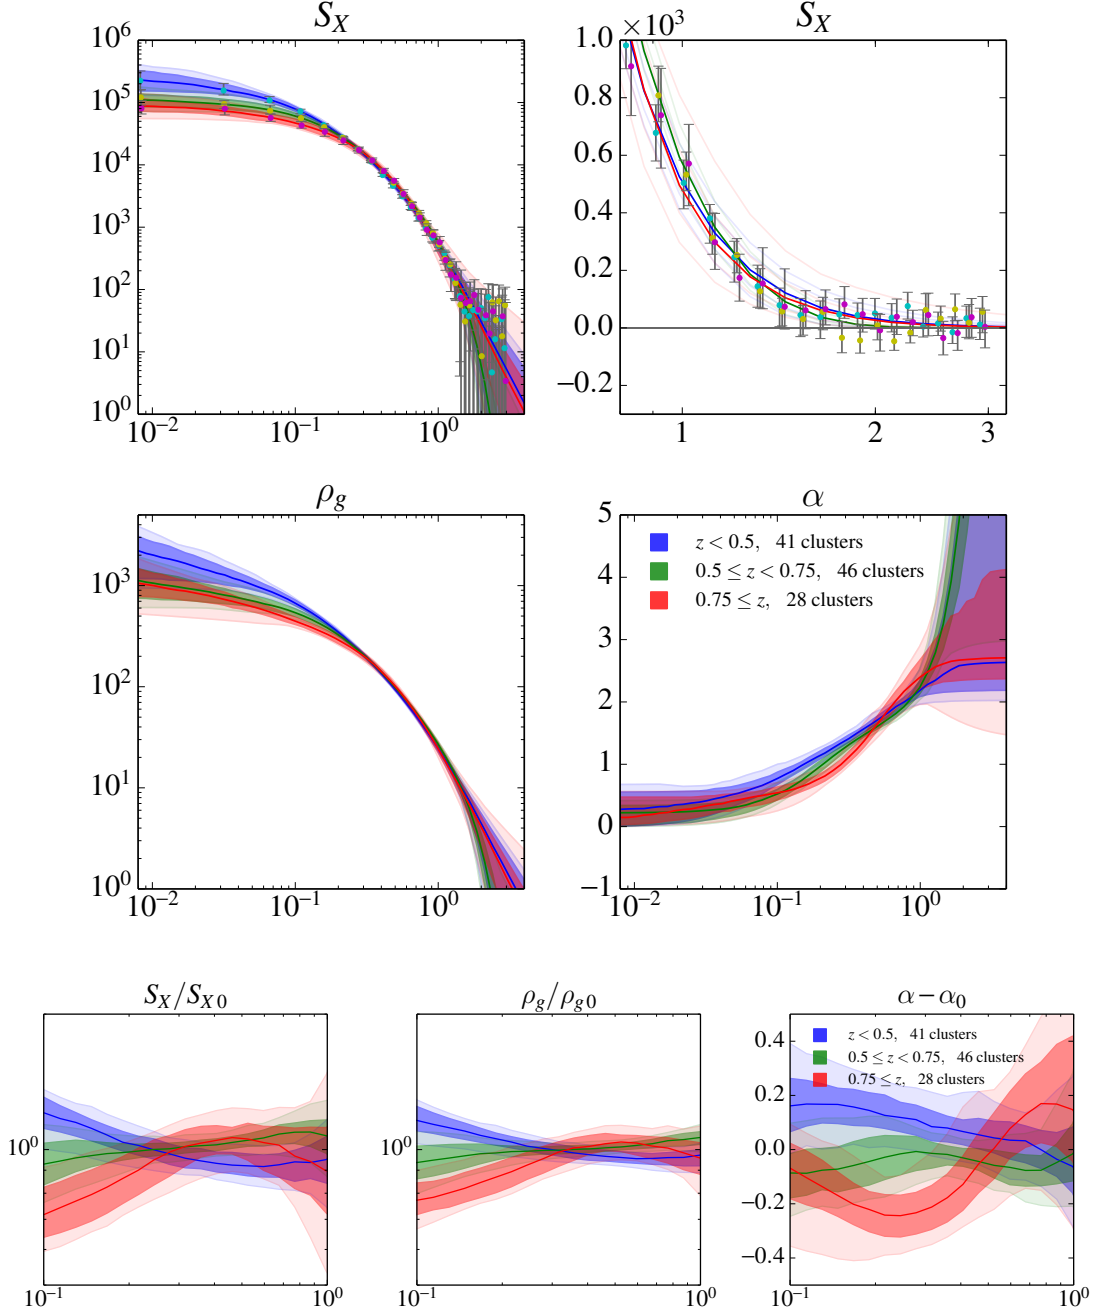 S_X
10^6
10^5
10^4
10^3
10^2
10^1
10^0
10^-2 10^-1 10^0
S_X
×10^3
1.0
0.8
0.6
0.4
0.2
0.0
−0.2
1 2 3
ρ_g
10^3
10^2
10^1
10^0
10^-2 10^-1 10^0
α
5
4
3
2
1
0
−1
z < 0.5, 41 clusters
0.5 ≤ z < 0.75, 46 clusters
0.75 ≤ z, 28 clusters
10^-2 10^-1 10^0
S_X/S_X0
10^0
10^-1 10^0
ρ_g/ρ_g0
10^0
10^-1 10^0
α − α_0
0.4
0.2
0.0
−0.2
−0.4
z < 0.5, 41 clusters
0.5 ≤ z < 0.75, 46 clusters
0.75 ≤ z, 28 clusters
10^-1 10^0